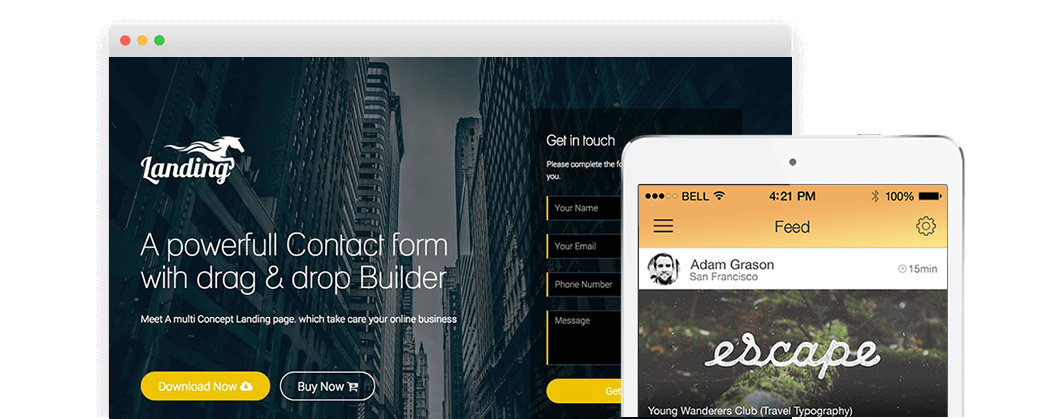 Landing
A powerfull Contact form
with drag & drop Builder
Meet A multi Concept Landing page. which take care your online business
Download Now
Buy Now
Get in touch
Please complete the
you.
Your Name
Your Email
Phone Number
Message
Get
BELL 4:21 PM 100%
Feed
Adam Grason
San Francisco
15min
escape
Young Wanderers Club (Travel Typography)